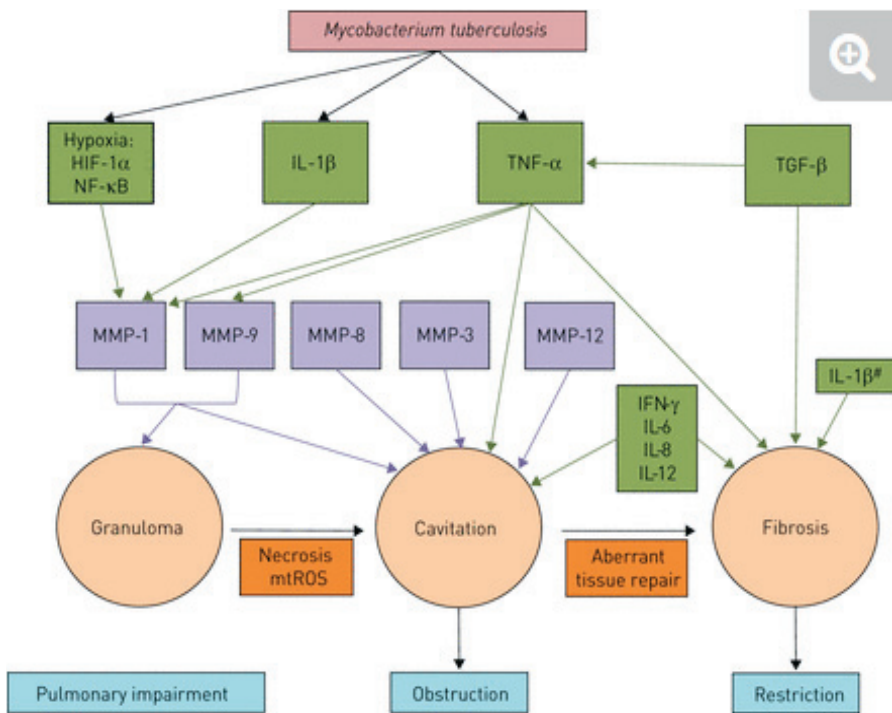 Mycobacterium tuberculosis
Hypoxia:
HIF-1α
NF-κB
IL-1β
TNF-α
TGF-β
MMP-1
MMP-9
MMP-8
MMP-3
MMP-12
IL-1β#
IFN-γ
IL-6
IL-8
IL-12
Granuloma
Cavitation
Fibrosis
Necrosis
mtROS
Aberrant
tissue repair
Pulmonary impairment
Obstruction
Restriction